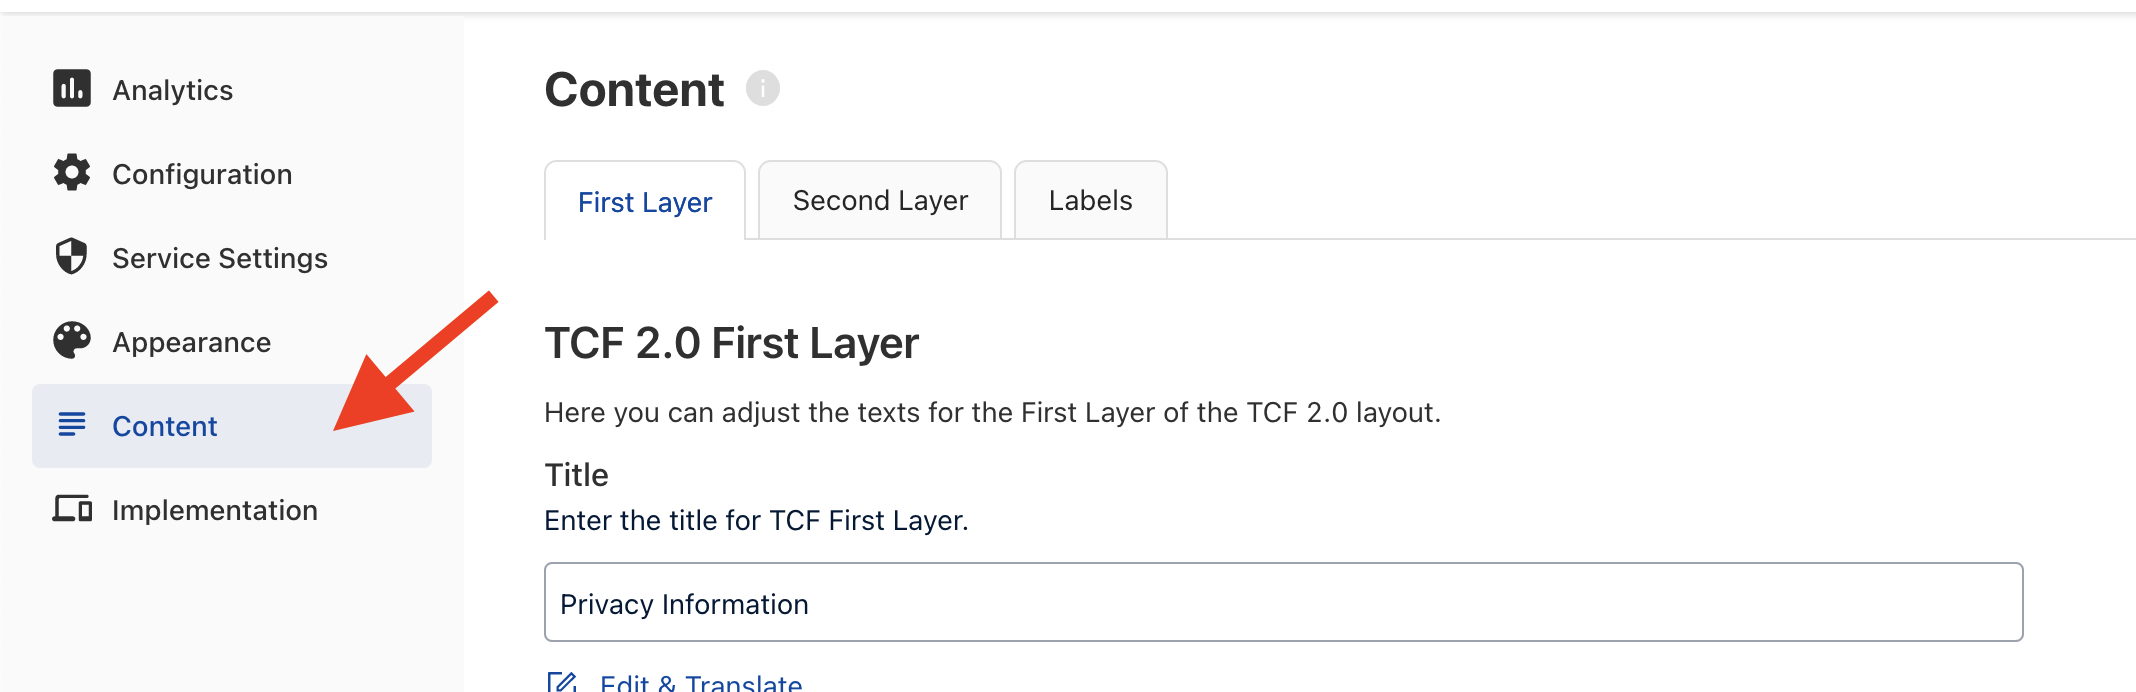 Analytics
Configuration
Service Settings
Appearance
Content
Implementation
Content
First Layer
Second Layer
Labels
TCF 2.0 First Layer
Here you can adjust the texts for the First Layer of the TCF 2.0 layout.
Title
Enter the title for TCF First Layer.
Privacy Information
Edit & Translate